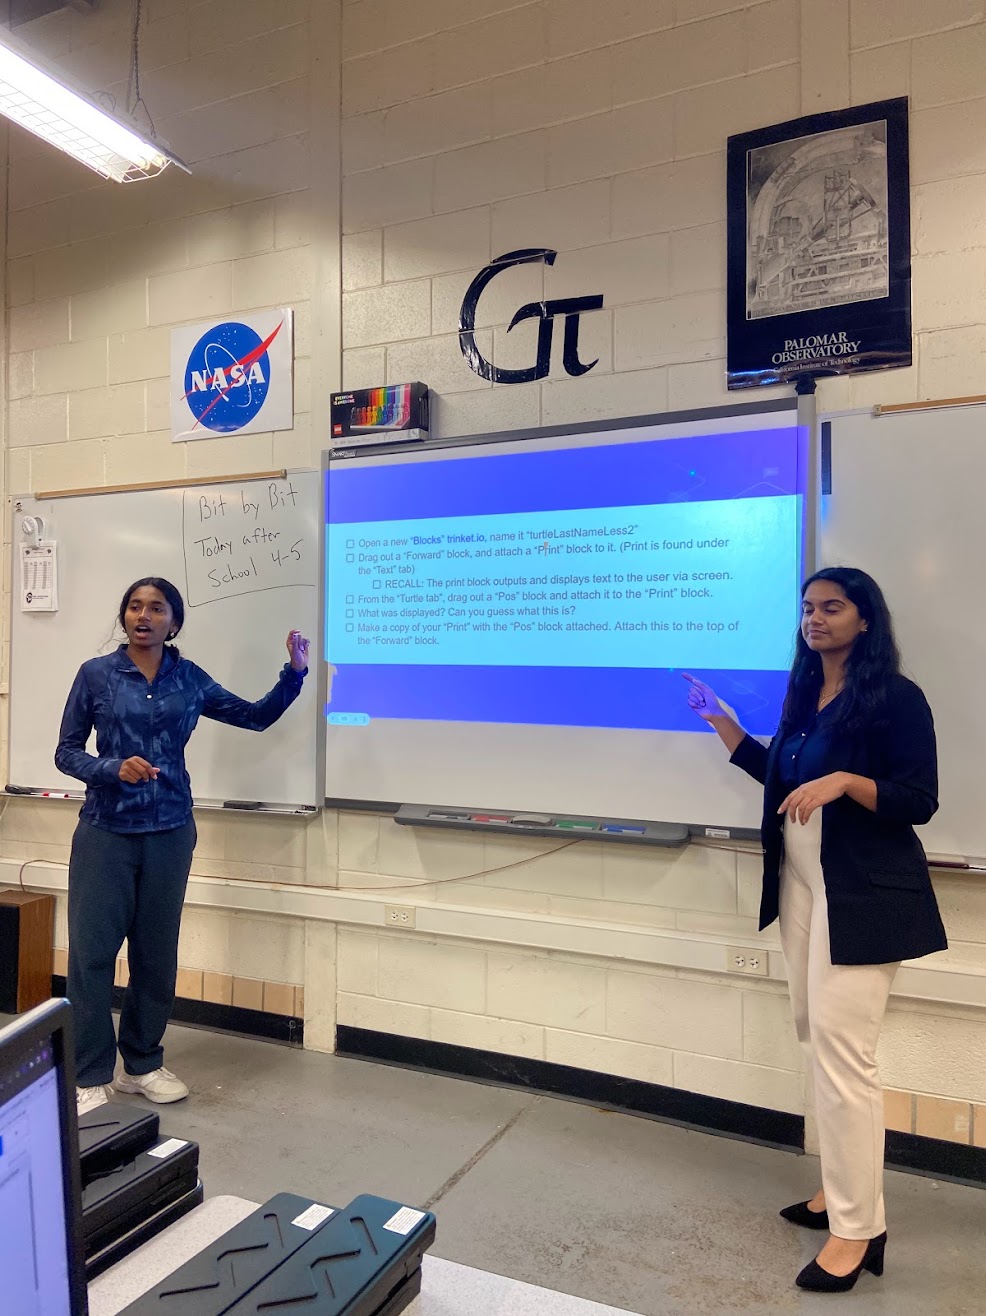 PALOMAR
OBSERVATORY
California Institute of Technology
Gπ
NASA
EVERYONE
IS AWESOME
SMART
Bit by Bit
Today after
School 4-5
☐ Open a new "Blocks" trinket.io, name it "turtleLastNameLess2"
☐ Drag out a "Forward" block, and attach a "Print" block to it. (Print is found under
the "Text" tab)
☐ RECALL: The print block outputs and displays text to the user via screen.
☐ From the "Turtle tab", drag out a "Pos" block and attach it to the "Print" block.
☐ What was displayed? Can you guess what this is?
☐ Make a copy of your "Print" with the "Pos" block attached. Attach this to the top of
the "Forward" block.